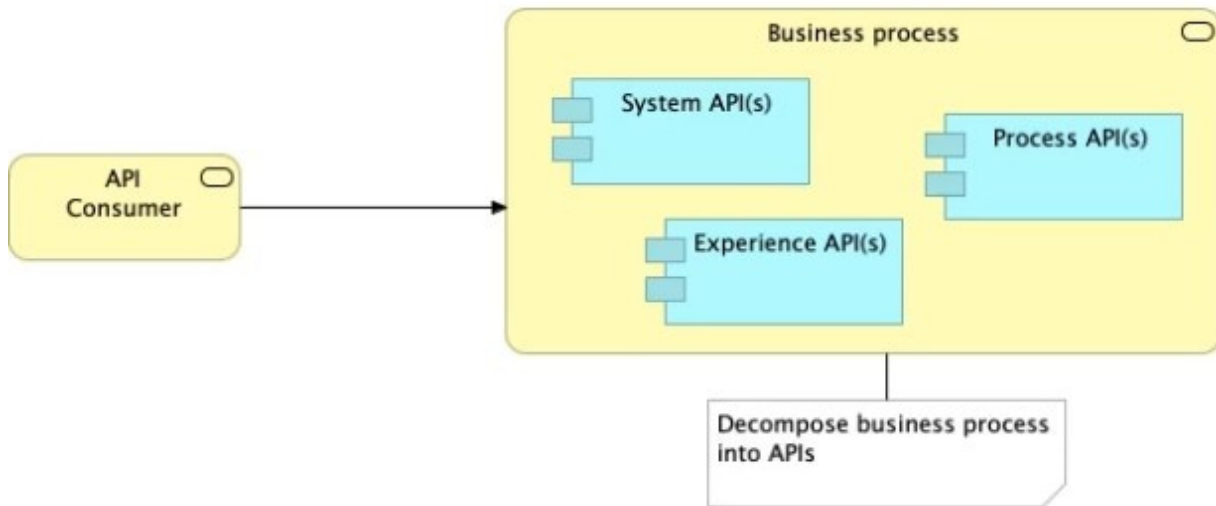 Business process
System API(s)
Process API(s)
API
Consumer
Experience API(s)
Decompose business process
into APIs